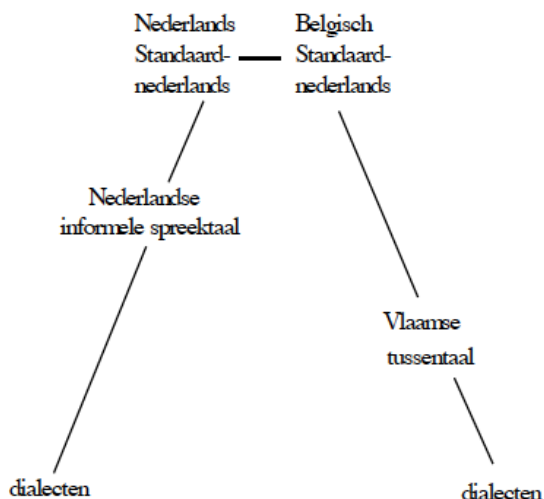 Nederlands
Standaard-
nederlands
Belgisch
Standaard-
nederlands
Nederlandse
informele spreektaal
Vlaamse
tussentaal
dialecten
dialecten